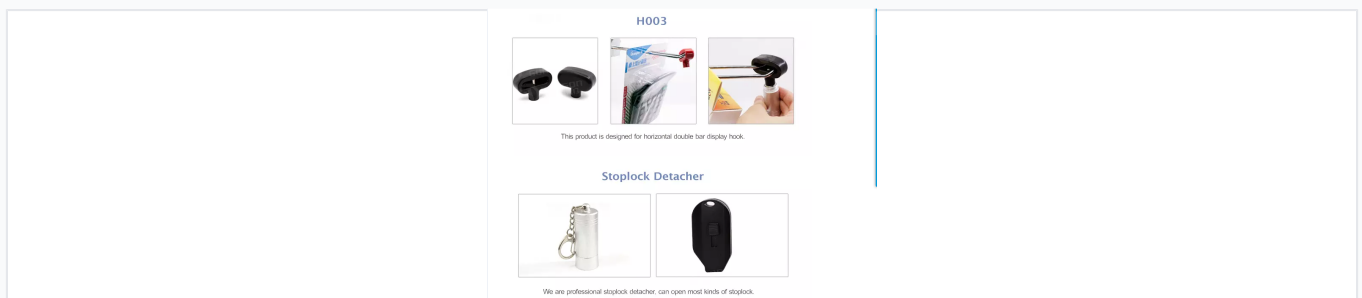 H003
This product is designed for horizontal double bar display hook.
Stoplock Detacher
We are professional stoplock detacher, can open most kinds of stoplock.